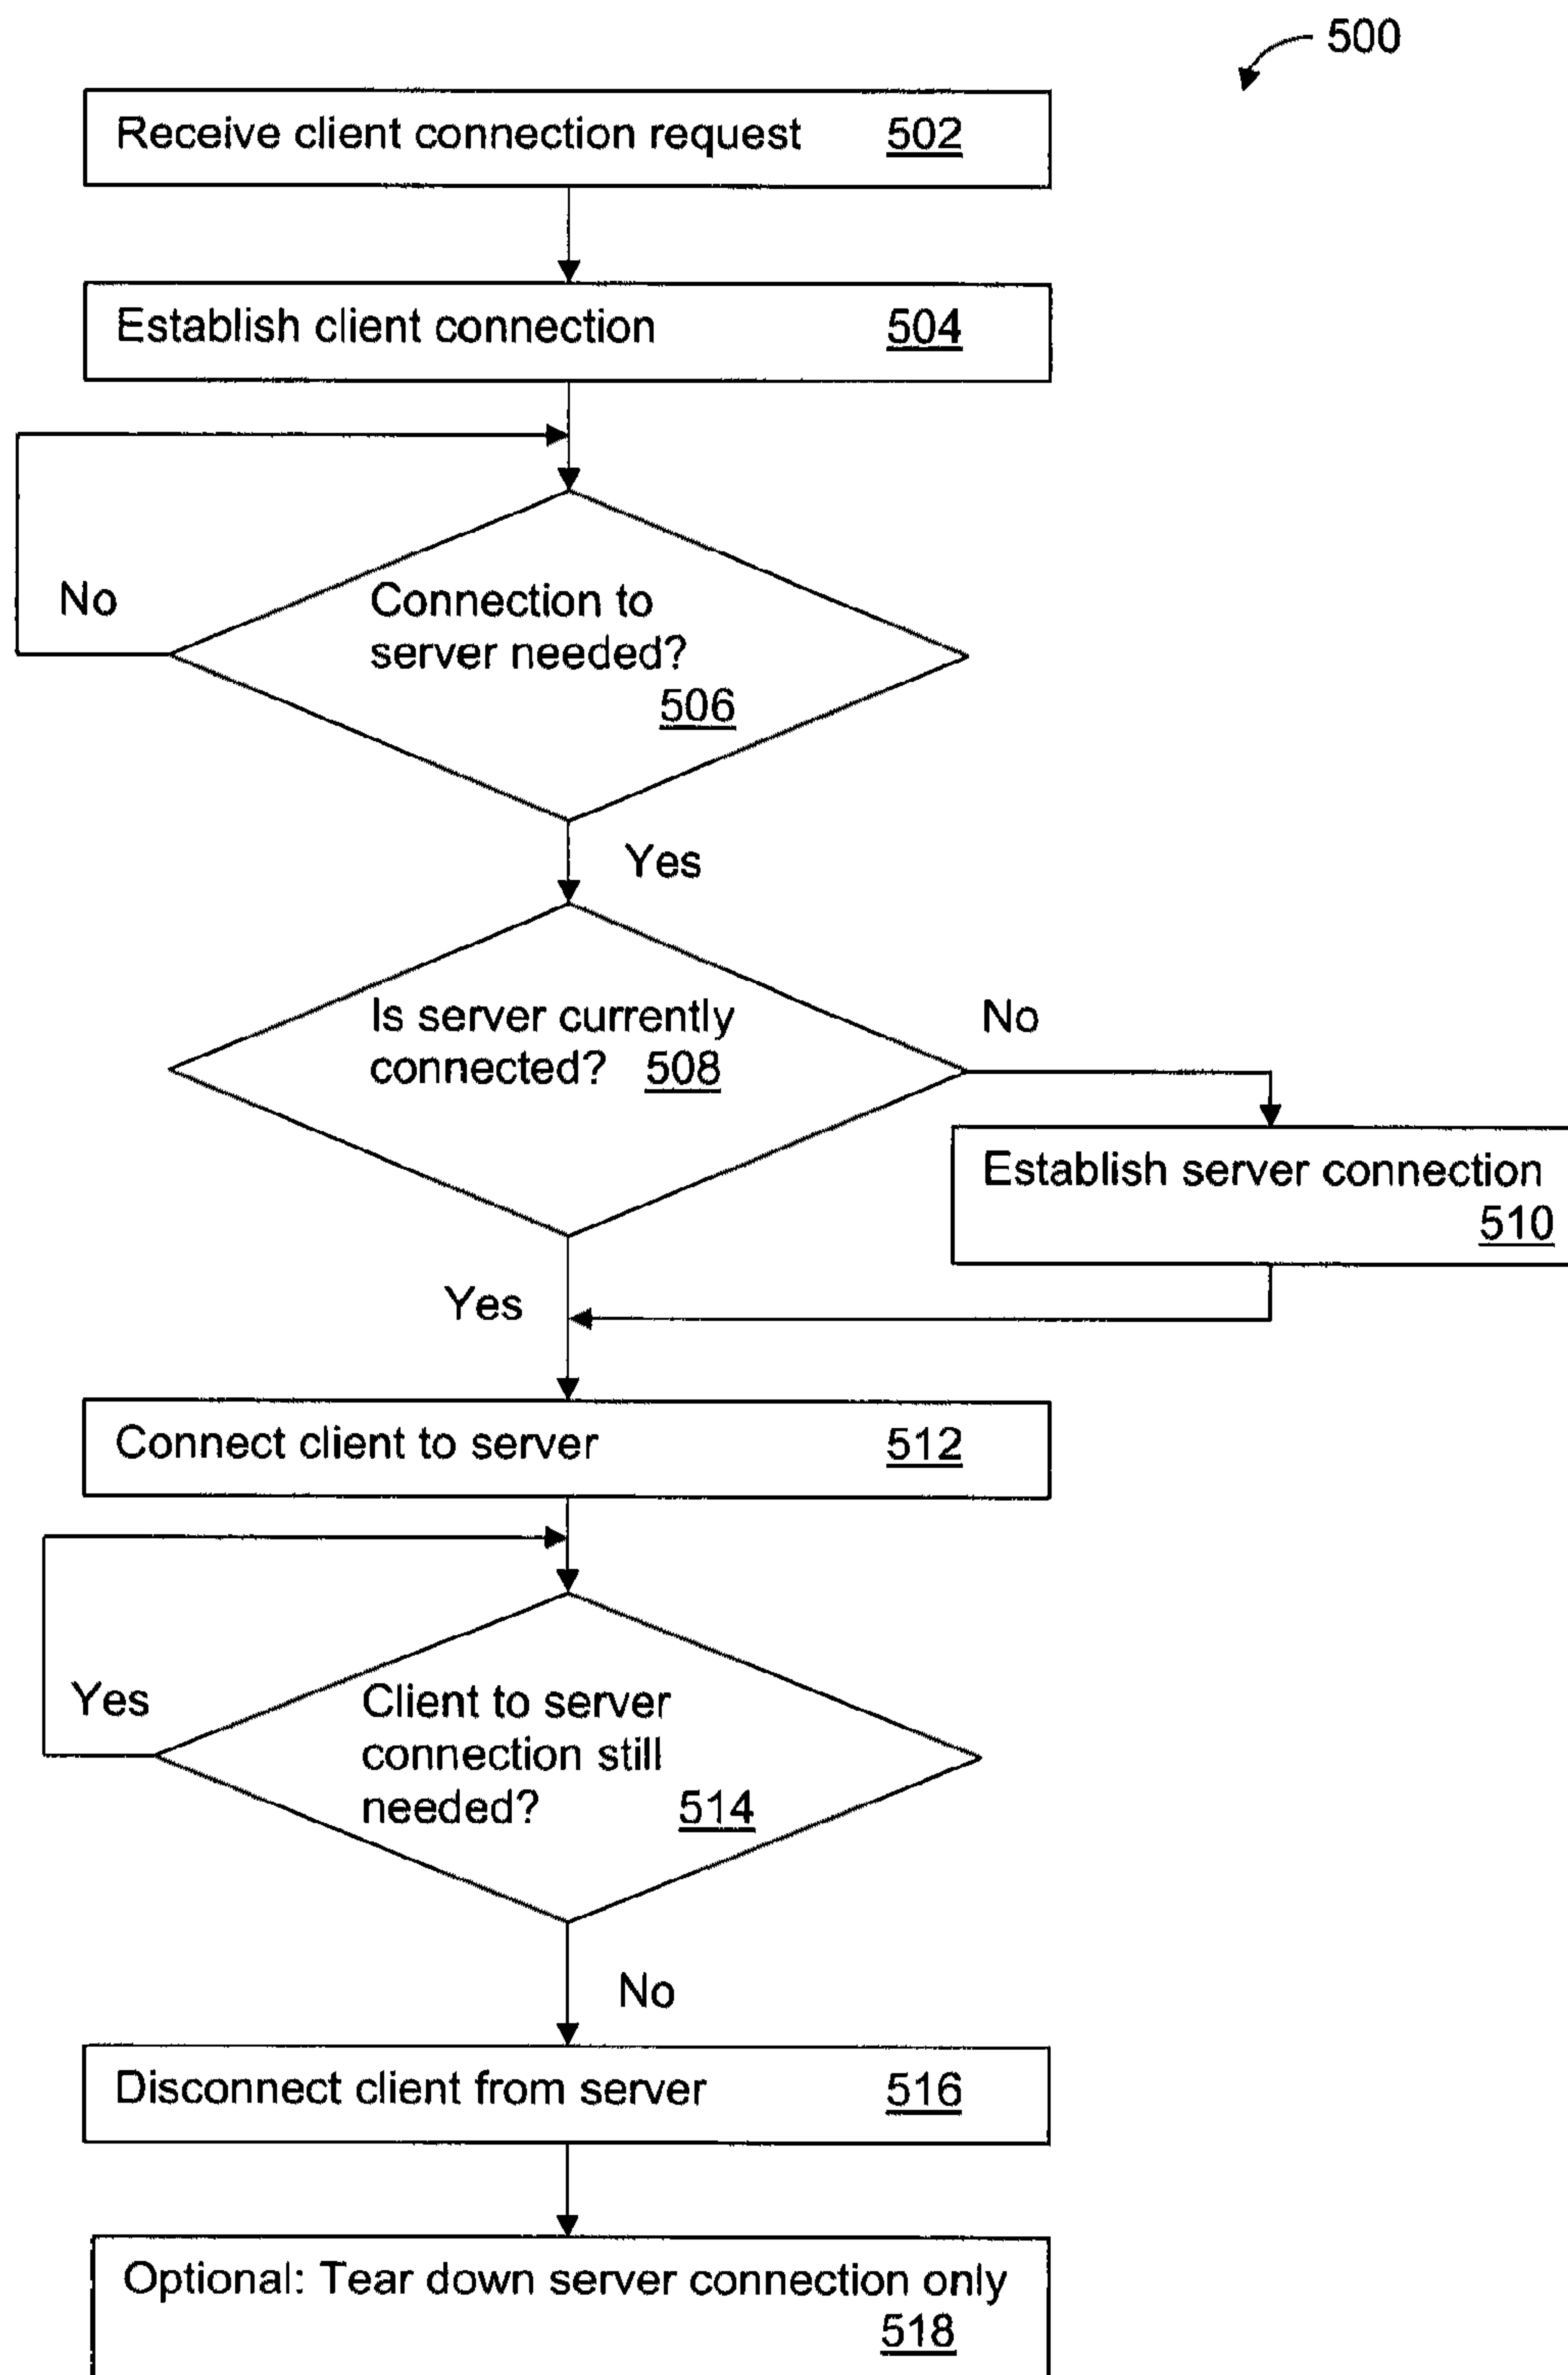 500
Receive client connection request 502
Establish client connection 504
No
Connection to
server needed?
506
Yes
Is server currently
connected? 508
No
Establish server connection
510
Yes
Connect client to server 512
Yes
Client to server
connection still
needed? 514
No
Disconnect client from server 516
Optional: Tear down server connection only
518